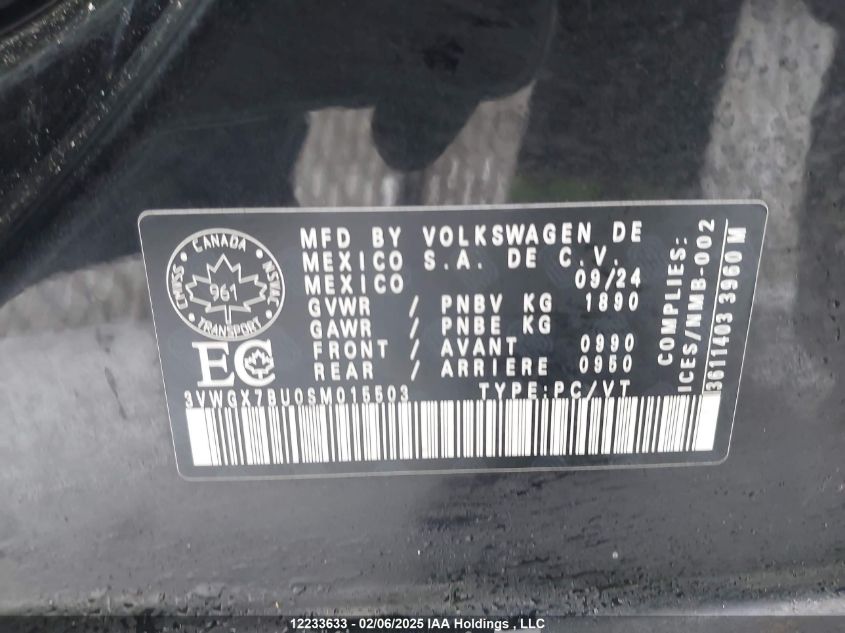 CANADA
CMVSS NSVAC
961
TRANSPORT
EC
MFD BY VOLKSWAGEN DE
MEXICO S.A. DE C.V.
MEXICO 09/24
GVWR / PNBV KG 1890
GAWR / PNBE KG
FRONT / AVANT 0990
REAR / ARRIERE 0950
3VWGX7BU0SM015503 TYPE:PC/VT
COMPLIES:
ICES/NMB-002
3611403 3960 M
12233633 - 02/06/2025 IAA Holdings, LLC